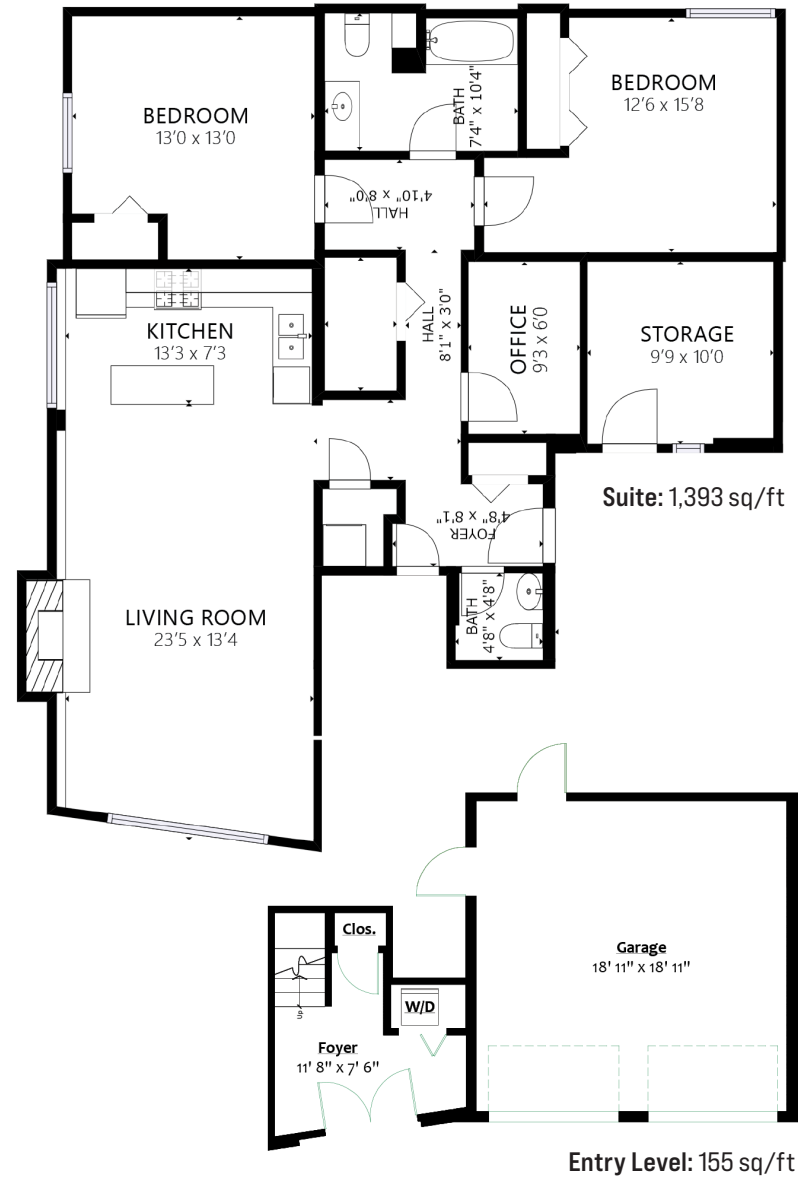 BEDROOM
13'0 x 13'0
BATH
7'4" x 10'4"
BEDROOM
12'6 x 15'8
HALL
4'10" x 8'0"
KITCHEN
13'3 x 7'3
HALL
8'1" x 3'0"
OFFICE
9'3 x 6'0
STORAGE
9'9 x 10'0
Suite: 1,393 sq/ft
FOYER
4'8" x 8'1"
BATH
4'8" x 4'8"
LIVING ROOM
23'5 x 13'4
Clos.
W/D
Up
Foyer
11' 8" x 7' 6"
Garage
18' 11" x 18' 11"
Entry Level: 155 sq/ft